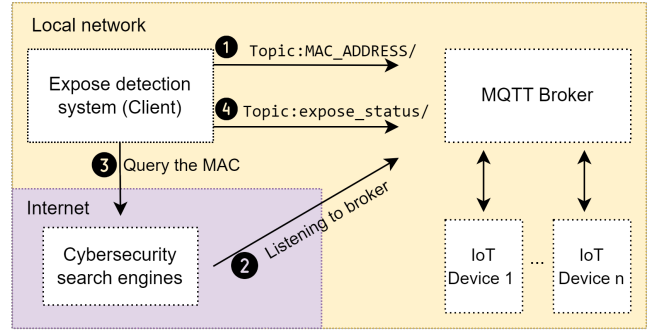 Local network
1 Topic:MAC_ADDRESS/
Expose detection
system (Client)
MQTT Broker
4 Topic:expose_status/
3 Query the MAC
Internet
Cybersecurity
search engines
2 Listening to broker
IoT
Device 1
...
IoT
Device n